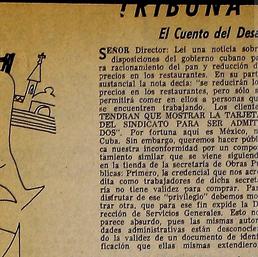 TRIBUNA
El Cuento del Desa
SEÑOR Director: Leí una noticia sobr
disposiciones del gobierno cubano pa
ra racionamiento del pan y reducción d
precios en los restaurantes. En su part
sustancial la nota decía: "se reducirán lo
precios en los restaurantes, pero sólo s
permitirá comer en ellos a personas qu
se encuentren trabajando. Los cliente
TENDRAN QUE MOSTRAR LA TARJET
DEL SINDICATO PARA SER ADMIT
DOS". Por fortuna aquí es México, n
Cuba. Sin embargo, queremos hacer públ
ca nuestra inconformidad por un compo
tamiento similar que se viene siguiend
en la tienda de la secretaría de Obras P
blicas: Primero, la credencial que nos acr
dita como trabajadores de dicha secret
ría no tiene validez para comprar. Pa
disfrutar de ese "privilegio" debemos mo
trar otra, que para ese fin expide la D
rección de Servicios Generales. Esto no
parece absurdo, pues las mismas autor
dades administrativas están desconocie
do la validez de un documento de ident
ficación que ellas mismas extendiero